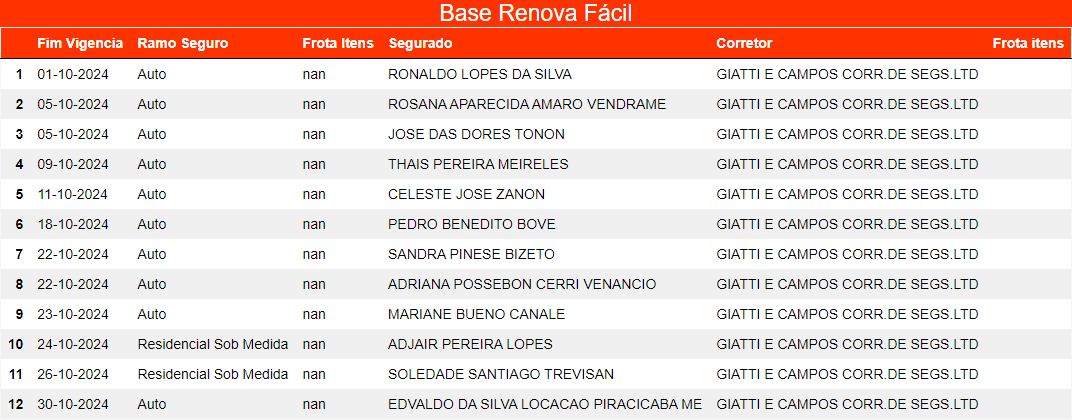 Base Renova Fácil
Fim Vigencia Ramo Seguro Frota Itens Segurado Corretor Frota itens
1 01-10-2024 Auto nan RONALDO LOPES DA SILVA GIATTI E CAMPOS CORR.DE SEGS.LTD
2 05-10-2024 Auto nan ROSANA APARECIDA AMARO VENDRAME GIATTI E CAMPOS CORR.DE SEGS.LTD
3 05-10-2024 Auto nan JOSE DAS DORES TONON GIATTI E CAMPOS CORR.DE SEGS.LTD
4 09-10-2024 Auto nan THAIS PEREIRA MEIRELES GIATTI E CAMPOS CORR.DE SEGS.LTD
5 11-10-2024 Auto nan CELESTE JOSE ZANON GIATTI E CAMPOS CORR.DE SEGS.LTD
6 18-10-2024 Auto nan PEDRO BENEDITO BOVE GIATTI E CAMPOS CORR.DE SEGS.LTD
7 22-10-2024 Auto nan SANDRA PINESE BIZETO GIATTI E CAMPOS CORR.DE SEGS.LTD
8 22-10-2024 Auto nan ADRIANA POSSEBON CERRI VENANCIO GIATTI E CAMPOS CORR.DE SEGS.LTD
9 23-10-2024 Auto nan MARIANE BUENO CANALE GIATTI E CAMPOS CORR.DE SEGS.LTD
10 24-10-2024 Residencial Sob Medida nan ADJAIR PEREIRA LOPES GIATTI E CAMPOS CORR.DE SEGS.LTD
11 26-10-2024 Residencial Sob Medida nan SOLEDADE SANTIAGO TREVISAN GIATTI E CAMPOS CORR.DE SEGS.LTD
12 30-10-2024 Auto nan EDVALDO DA SILVA LOCACAO PIRACICABA ME GIATTI E CAMPOS CORR.DE SEGS.LTD